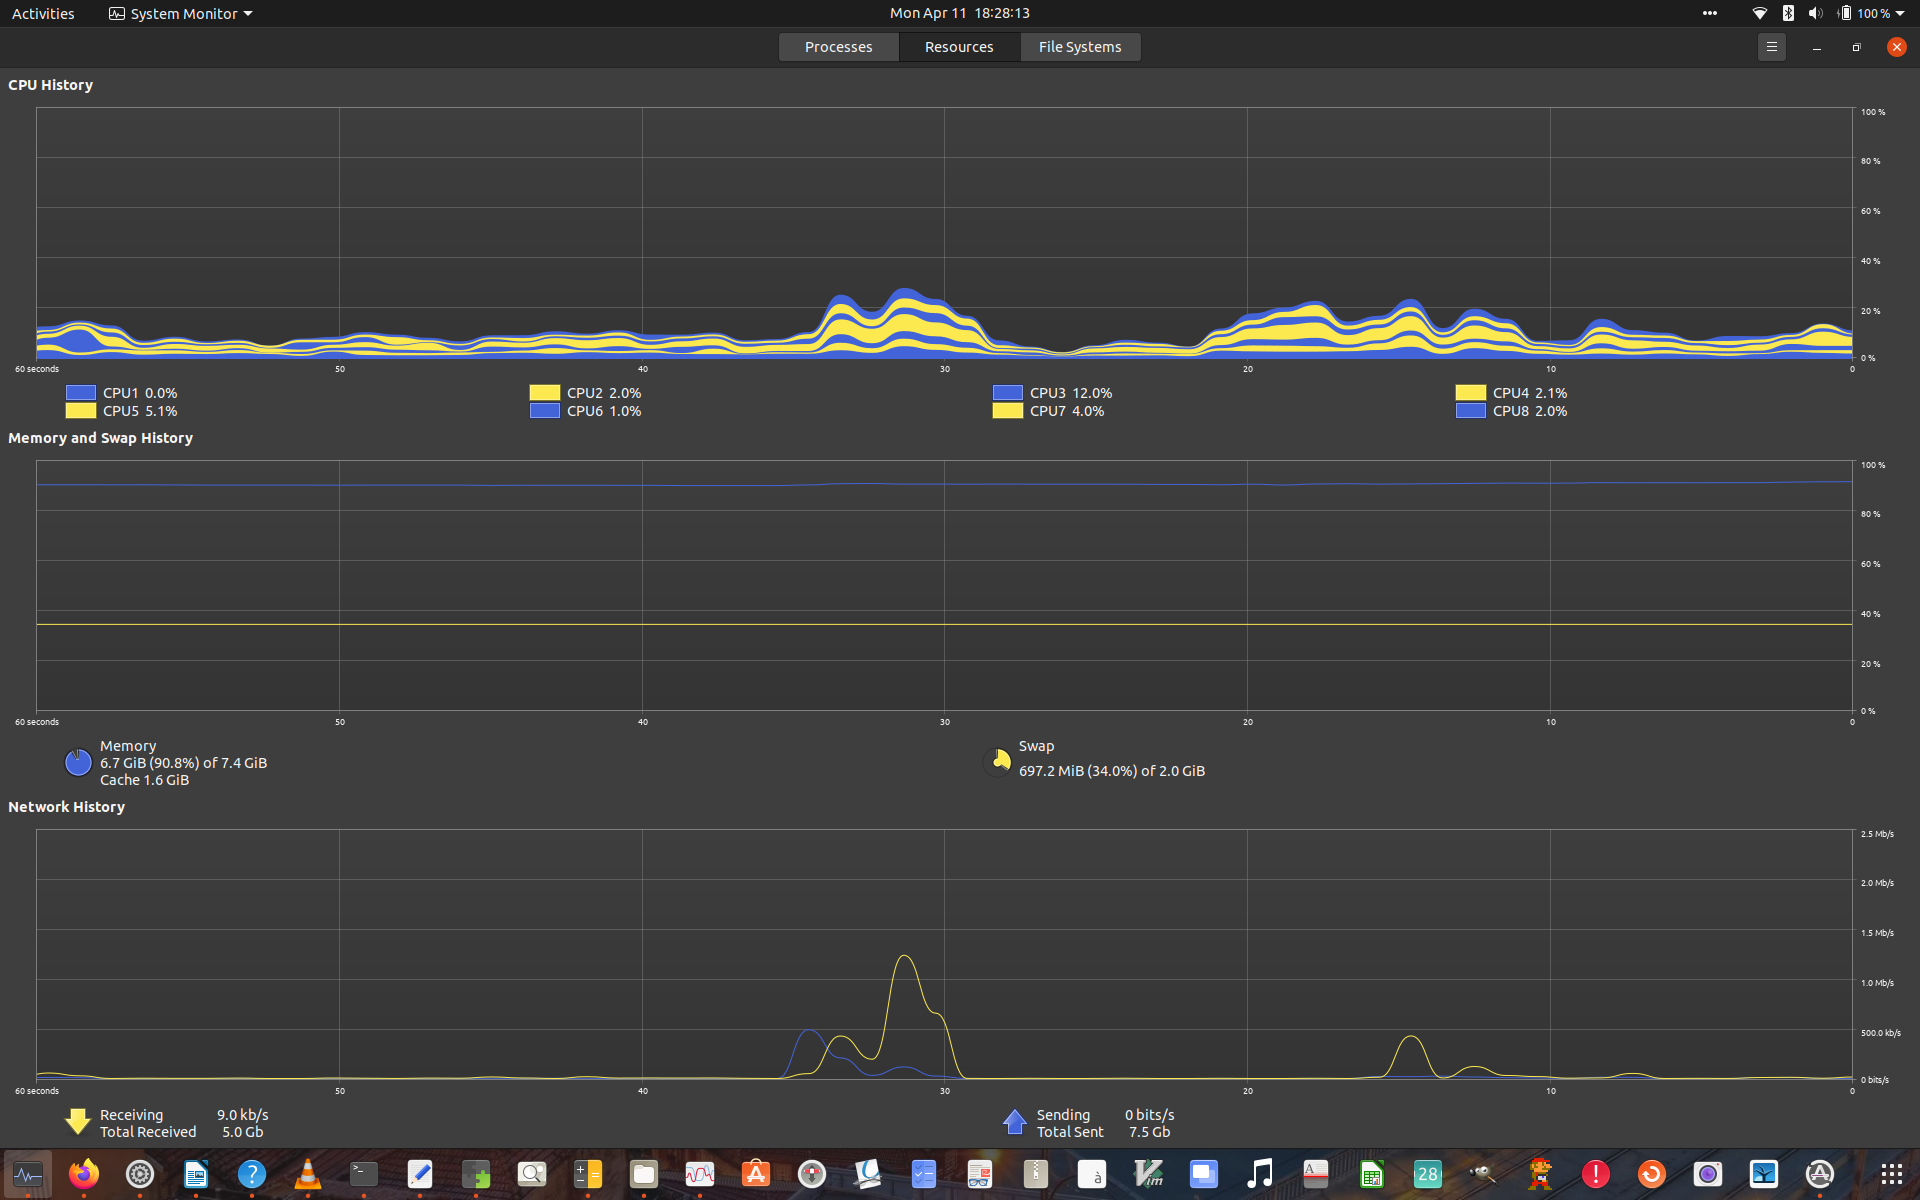 Activities System Monitor Mon Apr 11 18:28:13 100 %
Processes Resources File Systems
CPU History
100 %
80 %
60 %
40 %
20 %
0 %
60 seconds 50 40 30 20 10 0
CPU1 0.0% CPU2 2.0% CPU3 12.0% CPU4 2.1%
CPU5 5.1% CPU6 1.0% CPU7 4.0% CPU8 2.0%
Memory and Swap History
100 %
80 %
60 %
40 %
20 %
0 %
60 seconds 50 40 30 20 10 0
Memory
6.7 GiB (90.8%) of 7.4 GiB
Cache 1.6 GiB
Swap
697.2 MiB (34.0%) of 2.0 GiB
Network History
2.5 Mb/s
2.0 Mb/s
1.5 Mb/s
1.0 Mb/s
500.0 kb/s
0 bits/s
60 seconds 50 40 30 20 10 0
Receiving 9.0 kb/s Sending 0 bits/s
Total Received 5.0 Gb Total Sent 7.5 Gb
? >_ A à Vim A 28 !